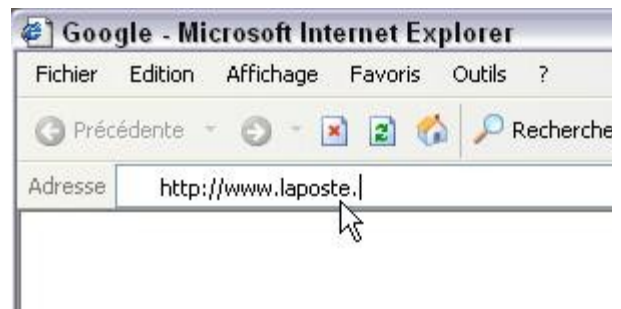 Google - Microsoft Internet Explorer
Fichier Edition Affichage Favoris Outils ?
Précédente Recherche
Adresse http://www.laposte.